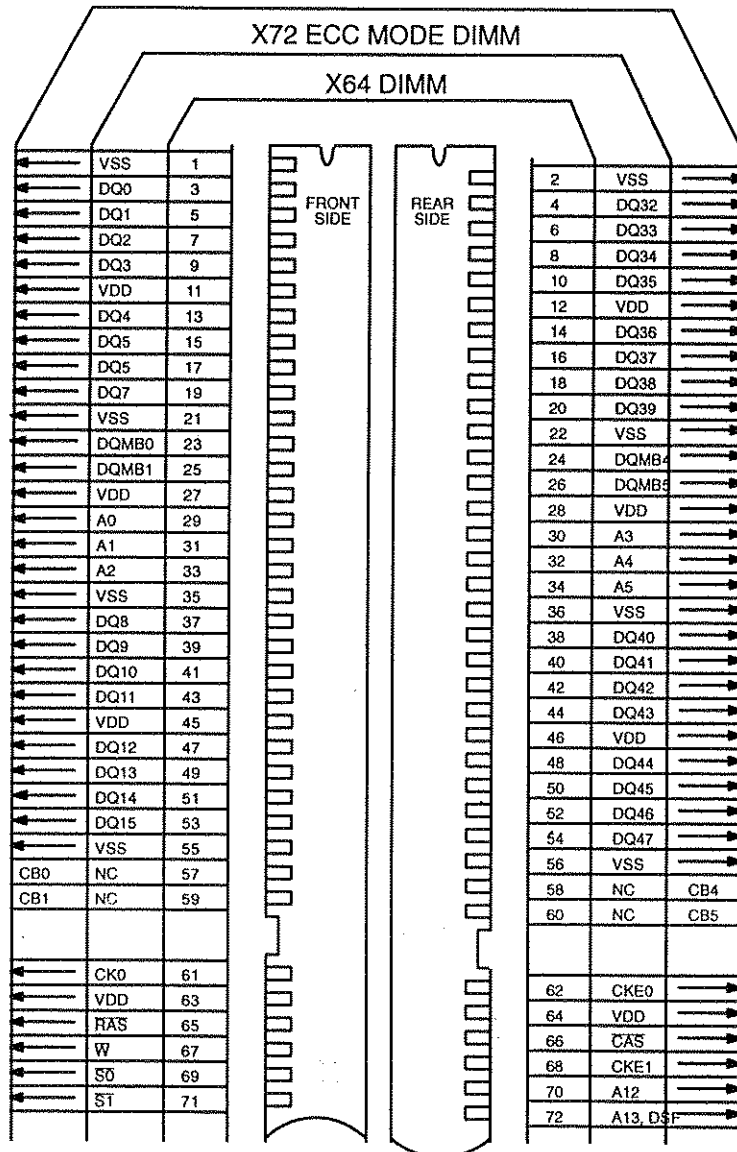 X72 ECC MODE DIMM
X64 DIMM
VSS 1
DQ0 3
DQ1 5
DQ2 7
DQ3 9
VDD 11
DQ4 13
DQ5 15
DQ5 17
DQ7 19
VSS 21
DQMB0 23
DQMB1 25
VDD 27
A0 29
A1 31
A2 33
VSS 35
DQ8 37
DQ9 39
DQ10 41
DQ11 43
VDD 45
DQ12 47
DQ13 49
DQ14 51
DQ15 53
VSS 55
CB0 NC 57
CB1 NC 59
CK0 61
VDD 63
RAS 65
W 67
S0 69
S1 71
FRONT
SIDE
REAR
SIDE
2 VSS
4 DQ32
6 DQ33
8 DQ34
10 DQ35
12 VDD
14 DQ36
16 DQ37
18 DQ38
20 DQ39
22 VSS
24 DQMB4
26 DQMB5
28 VDD
30 A3
32 A4
34 A5
36 VSS
38 DQ40
40 DQ41
42 DQ42
44 DQ43
46 VDD
48 DQ44
50 DQ45
52 DQ46
54 DQ47
56 VSS
58 NC CB4
60 NC CB5
62 CKE0
64 VDD
66 CAS
68 CKE1
70 A12
72 A13, DSF